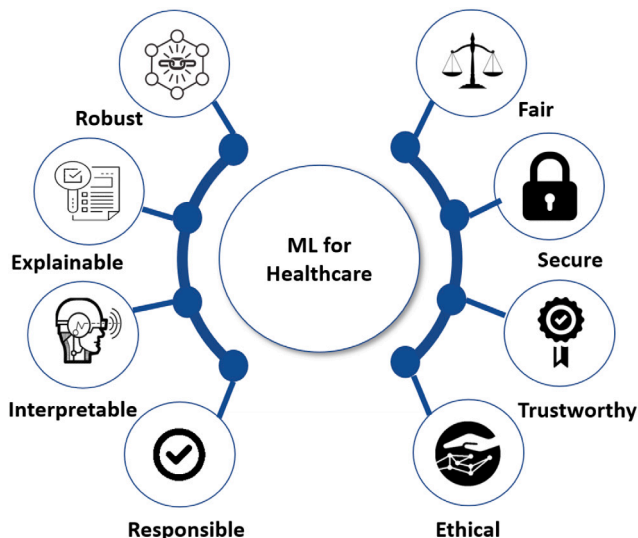 Robust
Fair
Explainable
ML for
Healthcare
Secure
Interpretable
Trustworthy
Responsible
Ethical